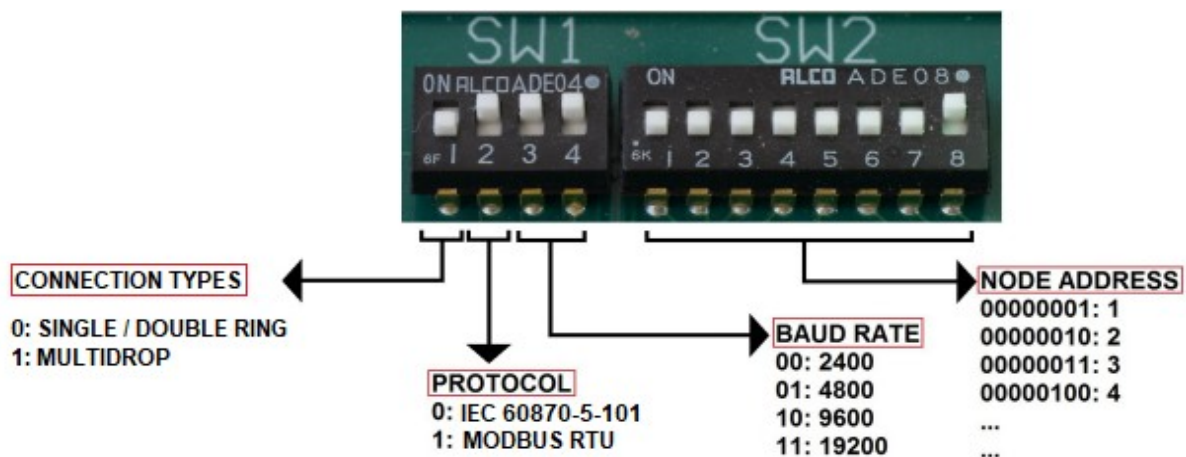 SW1 SW2
ON ALCO ADE04
ON ALCO ADE08
6F 1 2 3 4
6K 1 2 3 4 5 6 7 8
CONNECTION TYPES
0: SINGLE / DOUBLE RING
1: MULTIDROP
PROTOCOL
0: IEC 60870-5-101
1: MODBUS RTU
BAUD RATE
00: 2400
01: 4800
10: 9600
11: 19200
NODE ADDRESS
00000001: 1
00000010: 2
00000011: 3
00000100: 4
...
...